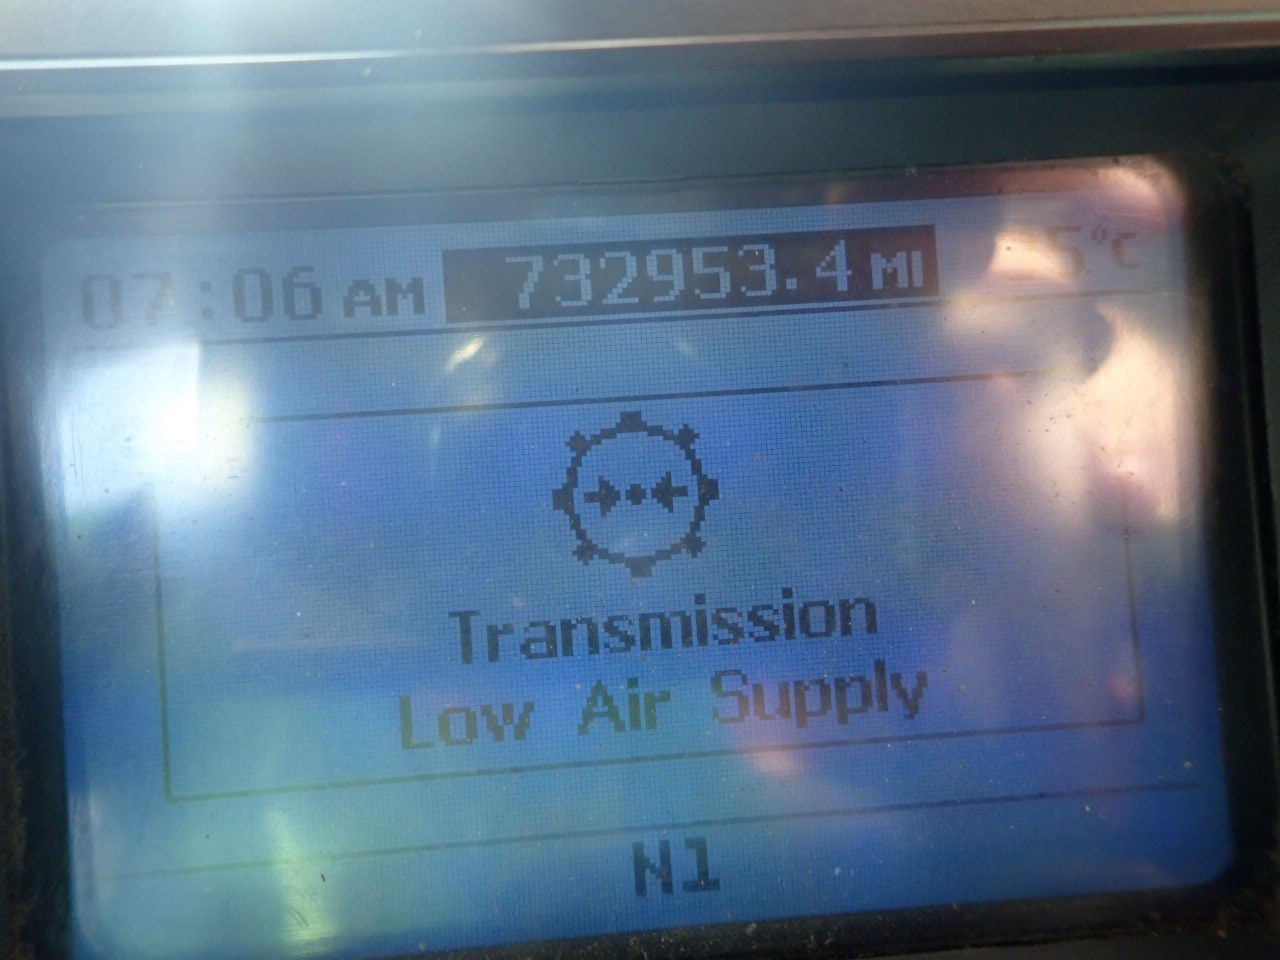 07:06 AM 732953.4 MI
Transmission
Low Air Supply
N1